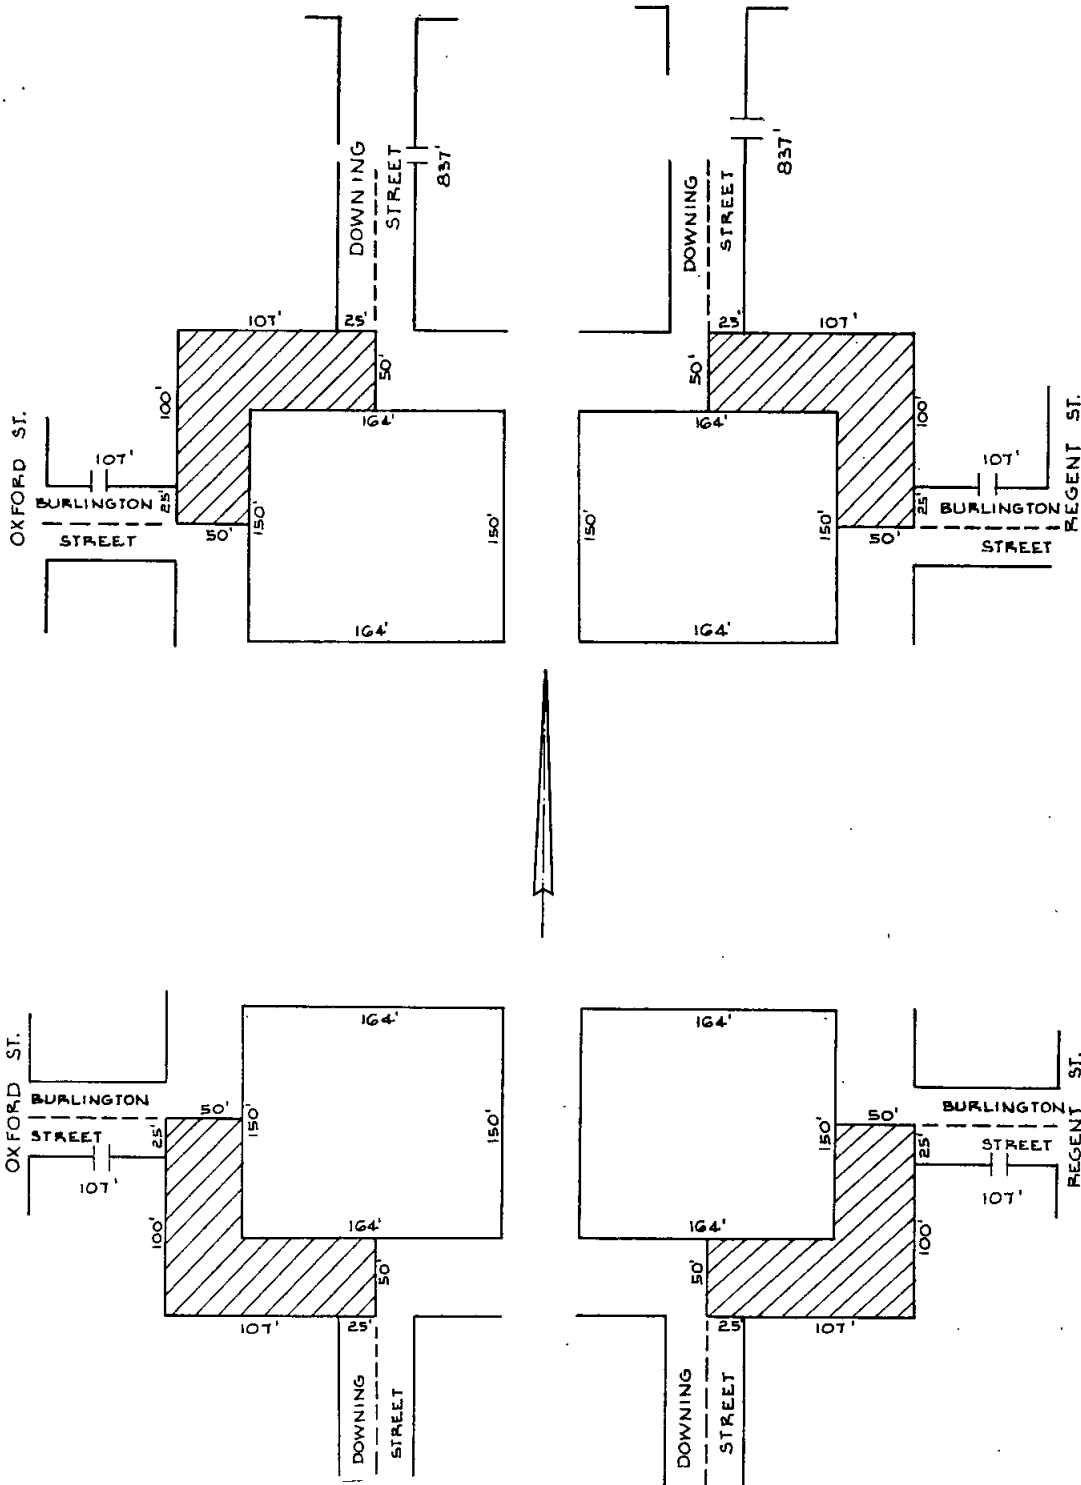 DOWNING
STREET
837'
DOWNING
STREET
837'
107'
25'
50'
100'
164'
OXFORD ST.
107'
BURLINGTON
STREET
25'
50'
150'
150'
164'
25'
107'
50'
100'
164'
REGENT ST.
107'
BURLINGTON
STREET
25'
50'
150'
150'
164'
164'
OXFORD ST.
BURLINGTON
STREET
50'
25'
150'
150'
107'
100'
164'
50'
107'
25'
DOWNING
STREET
164'
REGENT ST.
BURLINGTON
STREET
50'
25'
150'
107'
100'
164'
50'
25'
107'
DOWNING
STREET